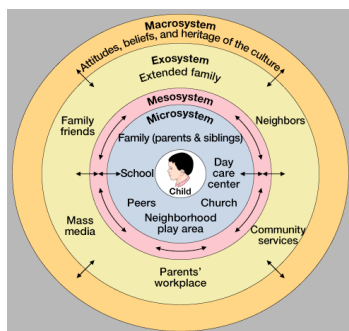 Macrosystem
Attitudes, beliefs, and heritage of the culture
Exosystem
Extended family
Mesosystem
Microsystem
Family
friends
Neighbors
Family (parents & siblings)
School
Day
care
center
Child
Peers
Church
Neighborhood
play area
Mass
media
Community
services
Parents'
workplace